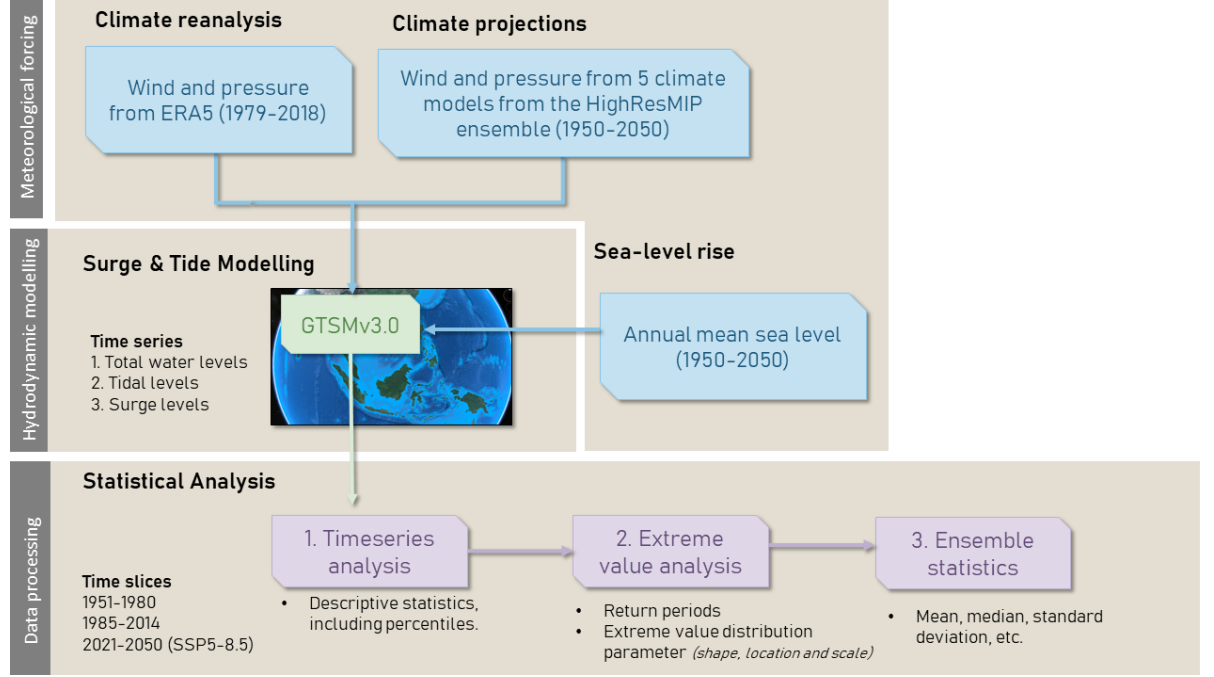 Meteorological forcing
Climate reanalysis
Wind and pressure
from ERA5 (1979-2018)
Climate projections
Wind and pressure from 5 climate
models from the HighResMIP
ensemble (1950-2050)
Hydrodynamic modelling
Surge & Tide Modelling
Time series
1. Total water levels
2. Tidal levels
3. Surge levels
GTSMv3.0
Sea-level rise
Annual mean sea level
(1950-2050)
Data processing
Statistical Analysis
Time slices
1951-1980
1985-2014
2021-2050 (SSP5-8.5)
1. Timeseries
analysis
• Descriptive statistics,
including percentiles.
2. Extreme
value analysis
• Return periods
• Extreme value distribution
parameter (shape, location and scale)
3. Ensemble
statistics
• Mean, median, standard
deviation, etc.